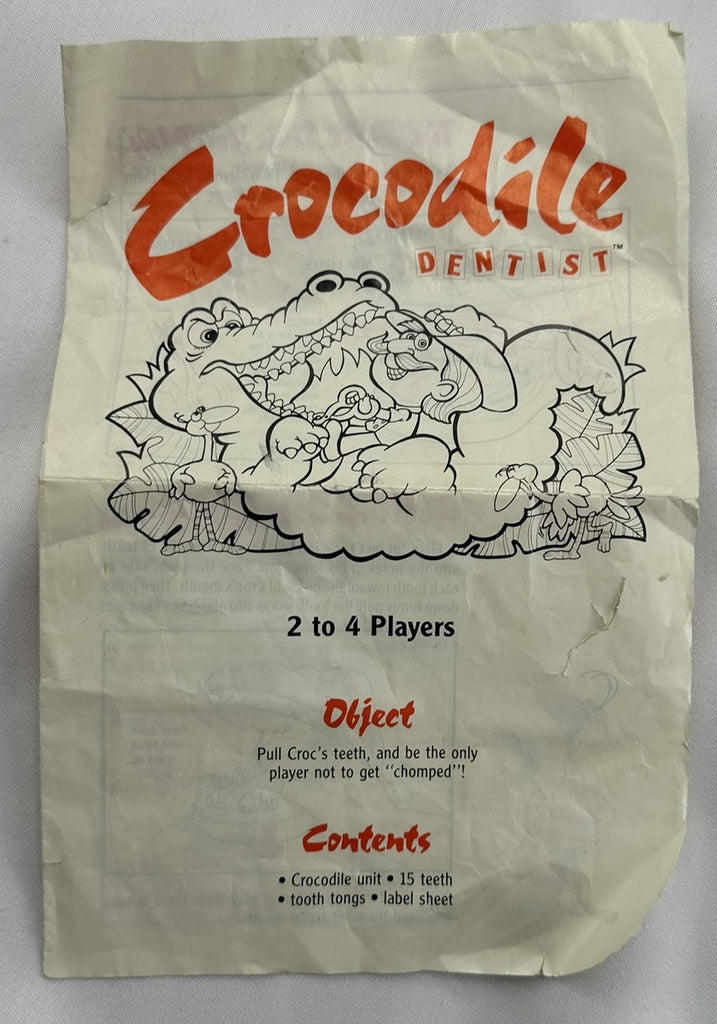 Crocodile
DENTIST™
2 to 4 Players
Object
Pull Croc's teeth, and be the only
player not to get "chomped"!
Contents
• Crocodile unit • 15 teeth
• tooth tongs • label sheet